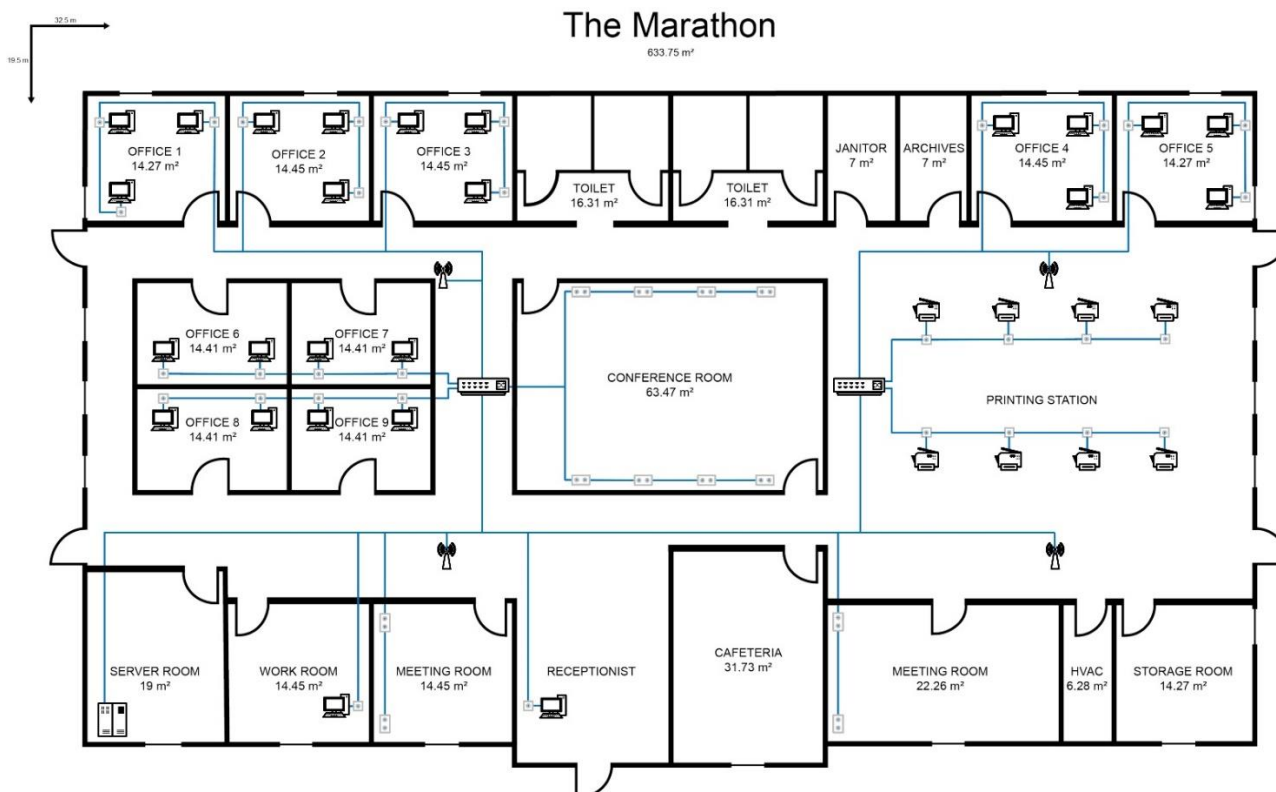 The Marathon
633.75 m²
32.5 m
19.5 m
OFFICE 1
14.27 m²
OFFICE 2
14.45 m²
OFFICE 3
14.45 m²
TOILET
16.31 m²
TOILET
16.31 m²
JANITOR
7 m²
ARCHIVES
7 m²
OFFICE 4
14.45 m²
OFFICE 5
14.27 m²
OFFICE 6
14.41 m²
OFFICE 7
14.41 m²
CONFERENCE ROOM
63.47 m²
PRINTING STATION
OFFICE 8
14.41 m²
OFFICE 9
14.41 m²
SERVER ROOM
19 m²
WORK ROOM
14.45 m²
MEETING ROOM
14.45 m²
RECEPTIONIST
CAFETERIA
31.73 m²
MEETING ROOM
22.26 m²
HVAC
6.28 m²
STORAGE ROOM
14.27 m²